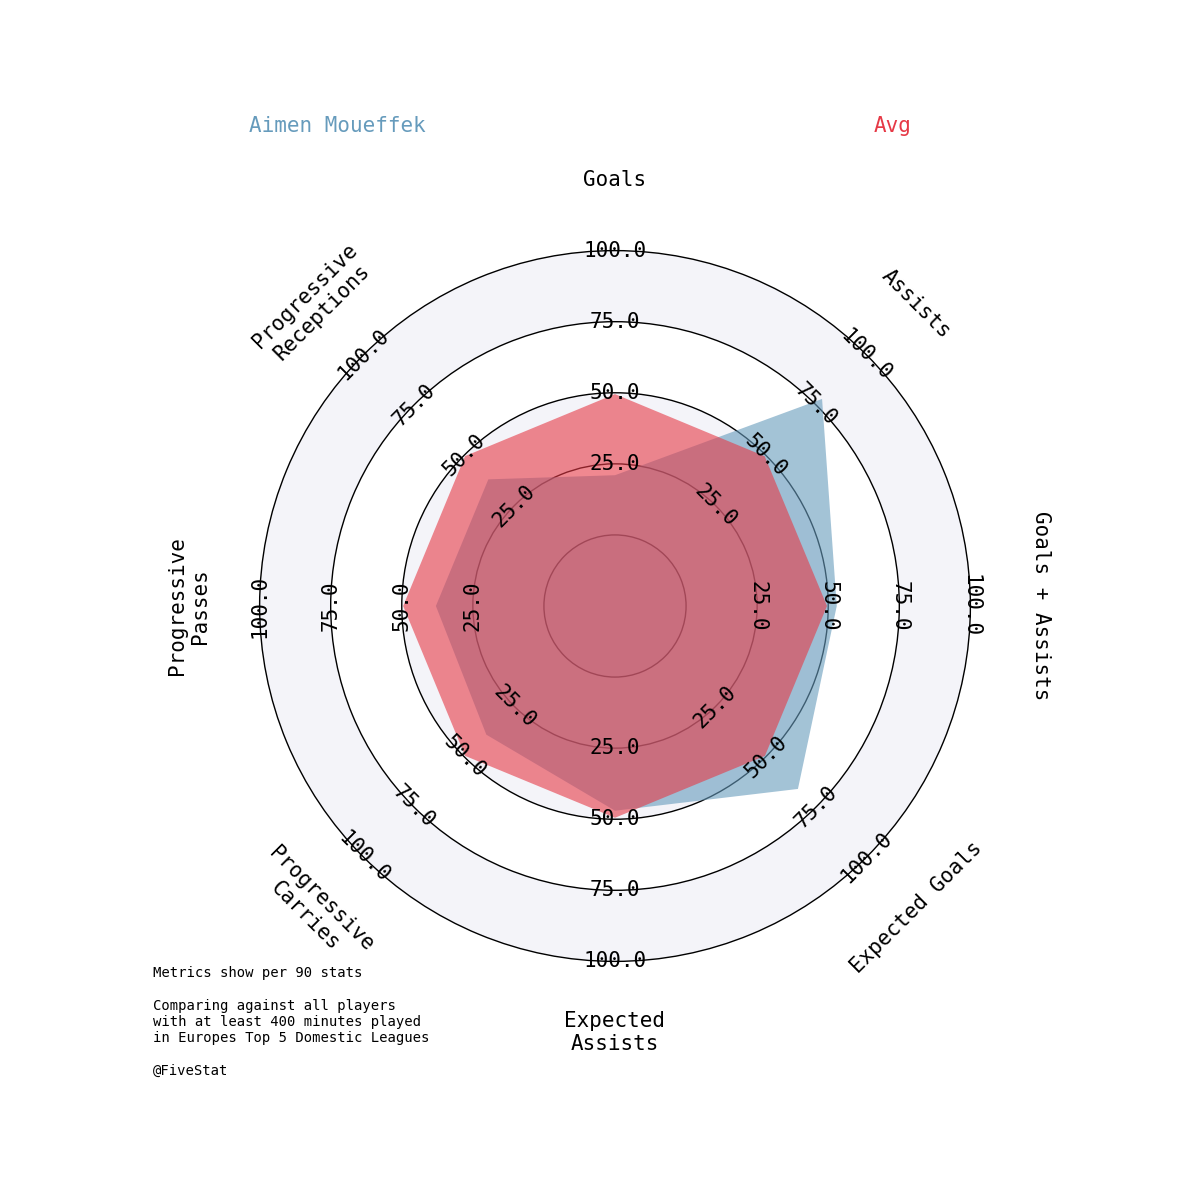 Aimen Moueffek
Avg
Goals
Assists
Goals + Assists
Expected Goals
Expected
Assists
Progressive
Carries
Progressive
Passes
Progressive
Receptions
25.0
50.0
75.0
100.0
25.0
50.0
75.0
100.0
25.0
50.0
75.0
100.0
25.0
50.0
75.0
100.0
25.0
50.0
75.0
100.0
25.0
50.0
75.0
100.0
25.0
50.0
75.0
100.0
25.0
50.0
75.0
100.0
Metrics show per 90 stats
Comparing against all players
with at least 400 minutes played
in Europes Top 5 Domestic Leagues
@FiveStat